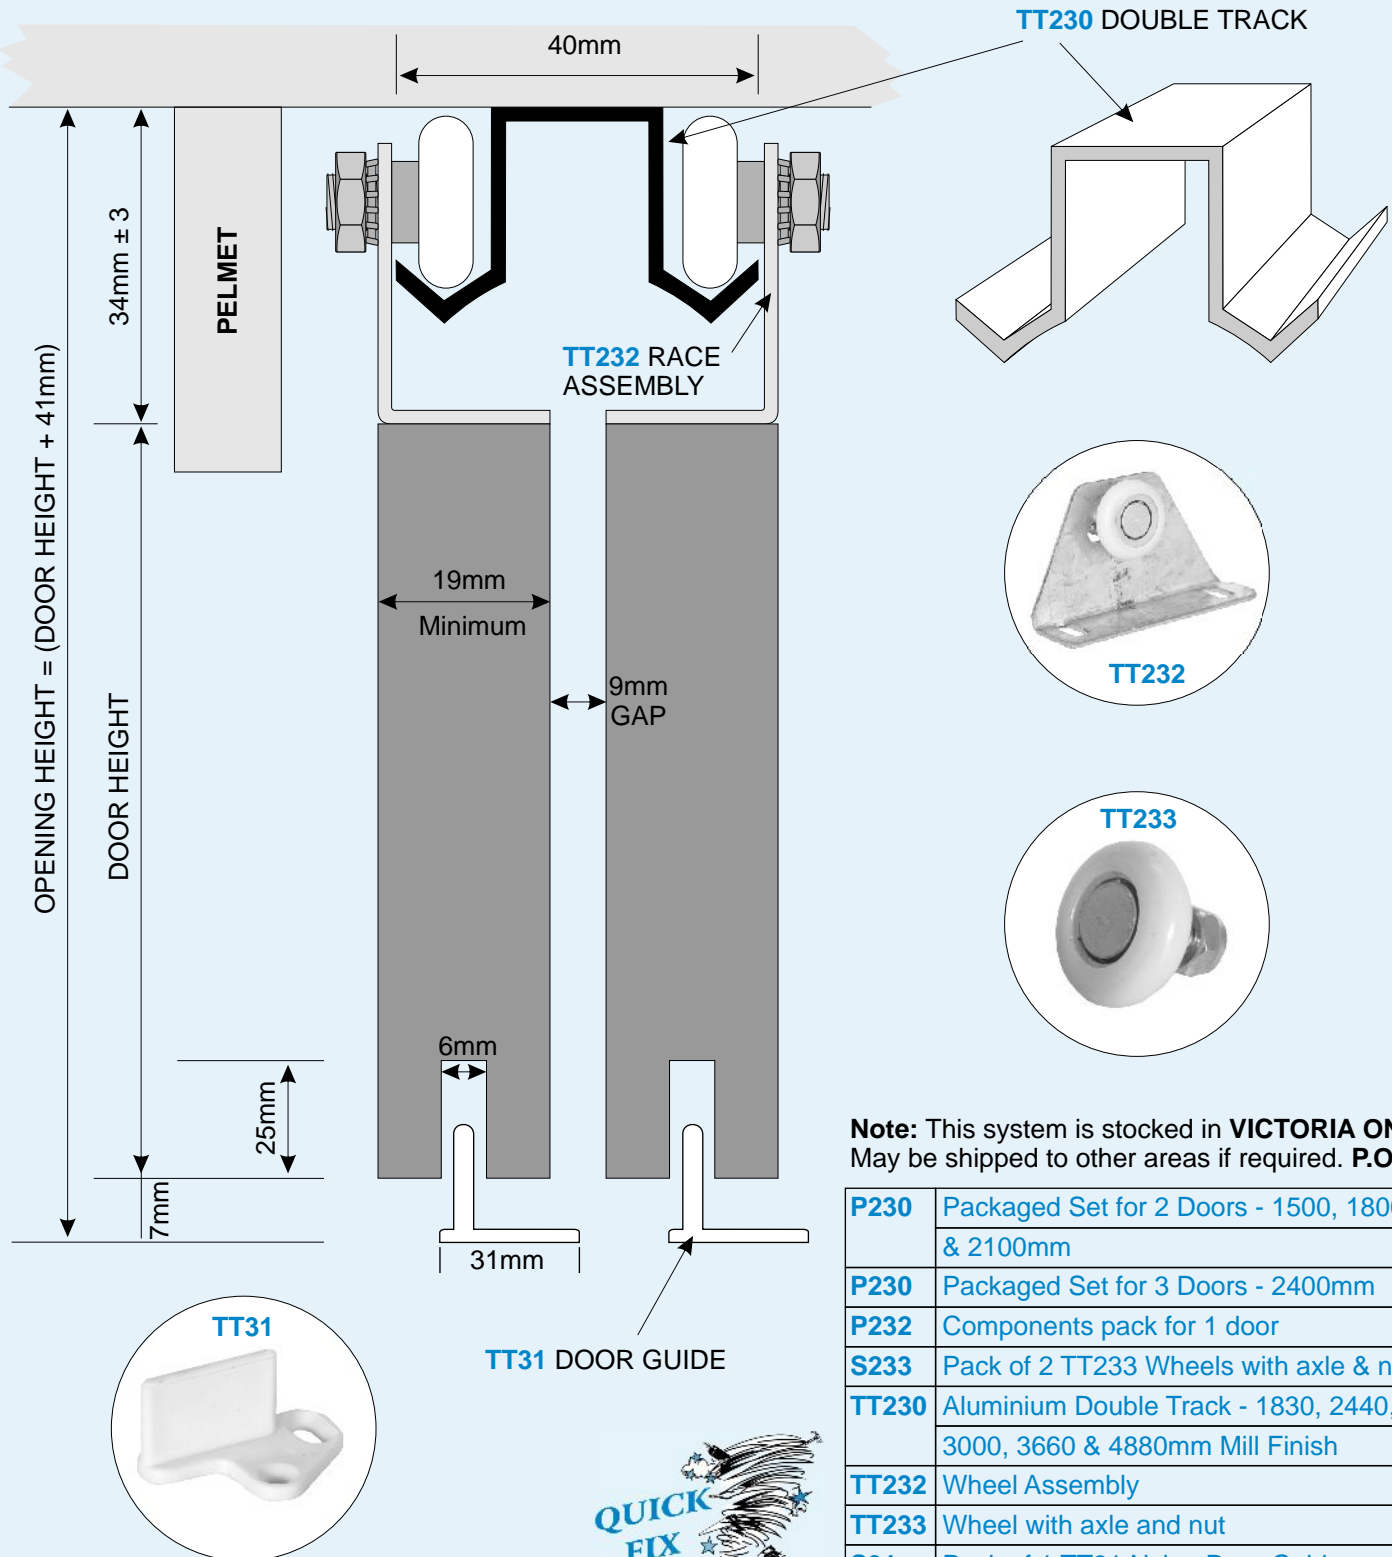 TT230 DOUBLE TRACK
40mm
34mm ± 3
PELMET
OPENING HEIGHT = (DOOR HEIGHT + 41mm)
DOOR HEIGHT
TT232 RACE
ASSEMBLY
19mm
Minimum
9mm
GAP
TT232
TT233
6mm
25mm
7mm
31mm
TT31 DOOR GUIDE
TT31
QUICK
FIX
Note: This system is stocked in VICTORIA
May be shipped to other areas if required.
P230 Packaged Set for 2 Doors - 1500,
& 2100mm
P230 Packaged Set for 3 Doors - 2400mm
P232 Components pack for 1 door
S233 Pack of 2 TT233 Wheels with axle &
TT230 Aluminium Double Track - 1830, 2440,
3000, 3660 & 4880mm Mill Finish
TT232 Wheel Assembly
TT233 Wheel with axle and nut